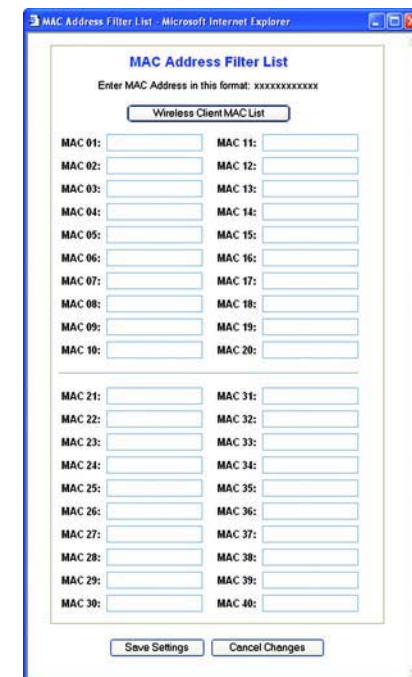 MAC Address Filter List - Microsoft Internet Explorer
MAC Address Filter List
Enter MAC Address in this format: xxxxxxxxxxxx
Wireless Client MAC List
MAC 01: MAC 11:
MAC 02: MAC 12:
MAC 03: MAC 13:
MAC 04: MAC 14:
MAC 05: MAC 15:
MAC 06: MAC 16:
MAC 07: MAC 17:
MAC 08: MAC 18:
MAC 09: MAC 19:
MAC 10: MAC 20:
MAC 21: MAC 31:
MAC 22: MAC 32:
MAC 23: MAC 33:
MAC 24: MAC 34:
MAC 25: MAC 35:
MAC 26: MAC 36:
MAC 27: MAC 37:
MAC 28: MAC 38:
MAC 29: MAC 39:
MAC 30: MAC 40:
Save Settings Cancel Changes